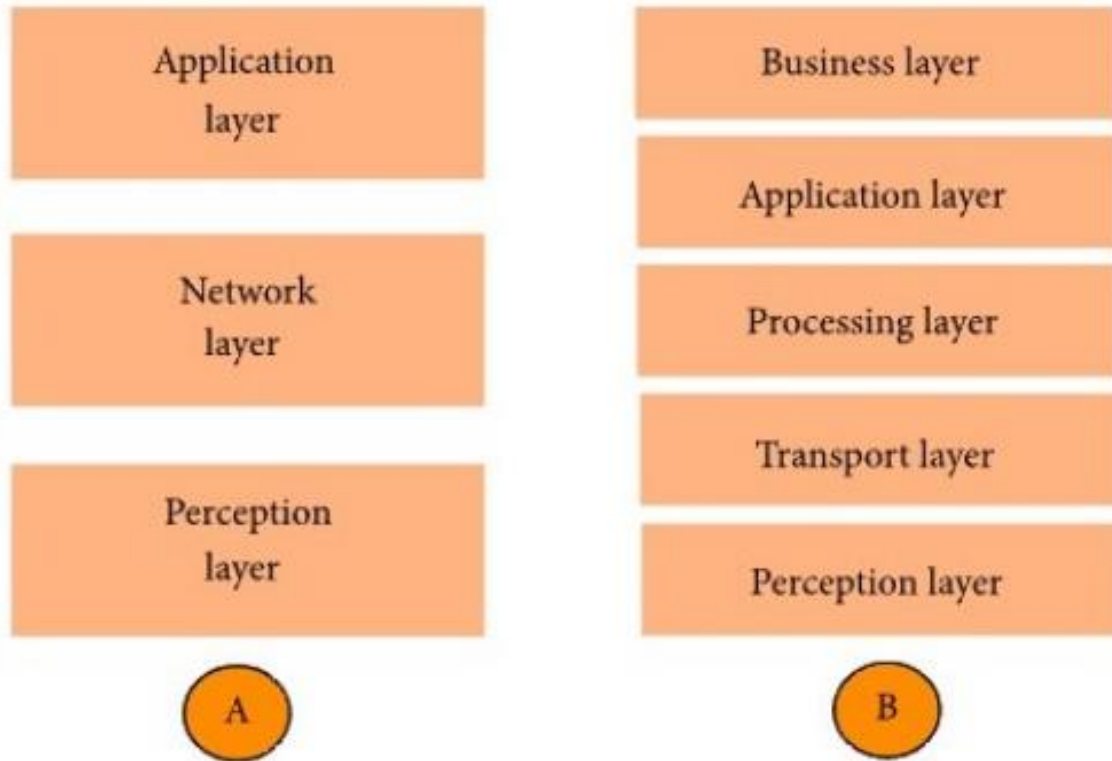 Application
layer
Network
layer
Perception
layer
A
Business layer
Application layer
Processing layer
Transport layer
Perception layer
B